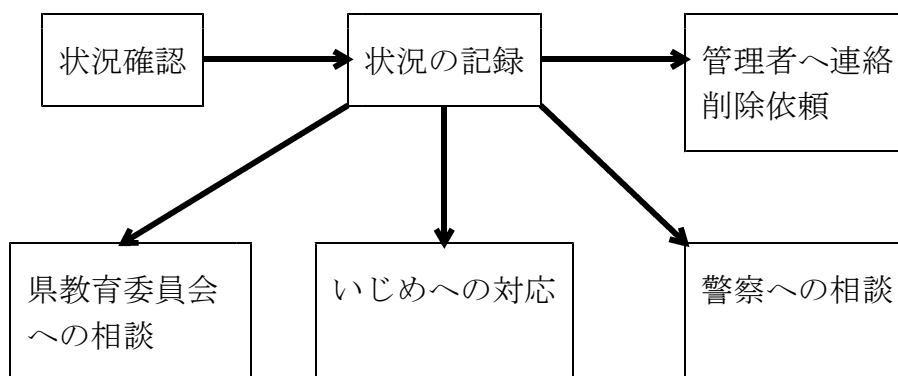 状況確認
状況の記録
管理者へ連絡
削除依頼
県教育委員会
への相談
いじめへの対応
警察への相談